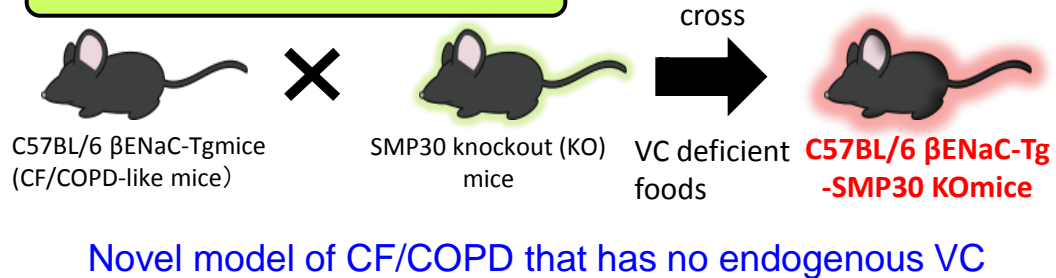 cross
C57BL/6 βENaC-Tgmice
(CF/COPD-like mice）
SMP30 knockout (KO)
mice
VC deficient
foods
C57BL/6 βENaC-Tg
-SMP30 KOmice
Novel model of CF/COPD that has no endogenous VC